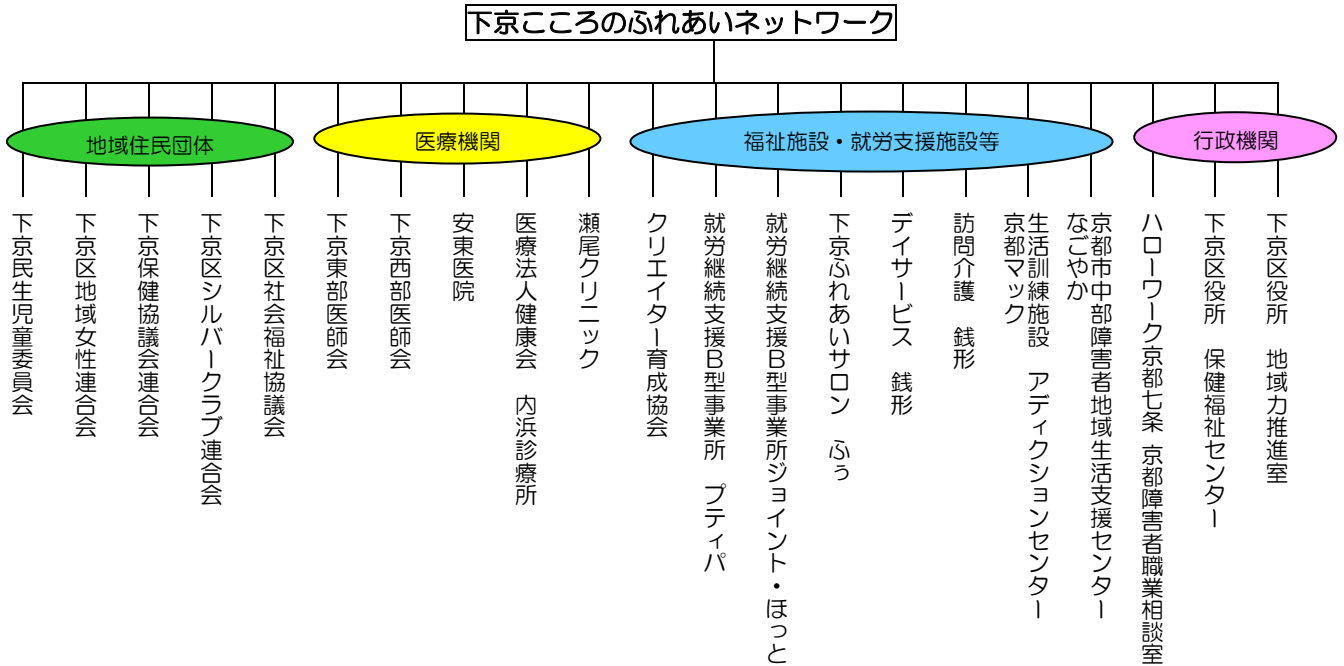 下京こころのふれあいネットワーク
地域住民団体
医療機関
福祉施設・就労支援施設等
行政機関
下京民生児童委員会
下京区地域女性連合会
下京保健協議会連合会
下京区シルバークラブ連合会
下京区社会福祉協議会
下京東部医師会
下京西部医師会
安東医院
医療法人健康会　内浜診療所
瀬尾クリニック
クリエイター育成協会
就労継続支援B型事業所　プティパ
就労継続支援B型事業所ジョイント・ほっと
下京ふれあいサロン　ふぅ
デイサービス　銭形
訪問介護　銭形
生活訓練施設　アディクションセンター
京都マック
京都市中部障害者地域生活支援センター
なごやか
ハローワーク京都七条 京都障害者職業相談室
下京区役所　保健福祉センター
下京区役所　地域力推進室